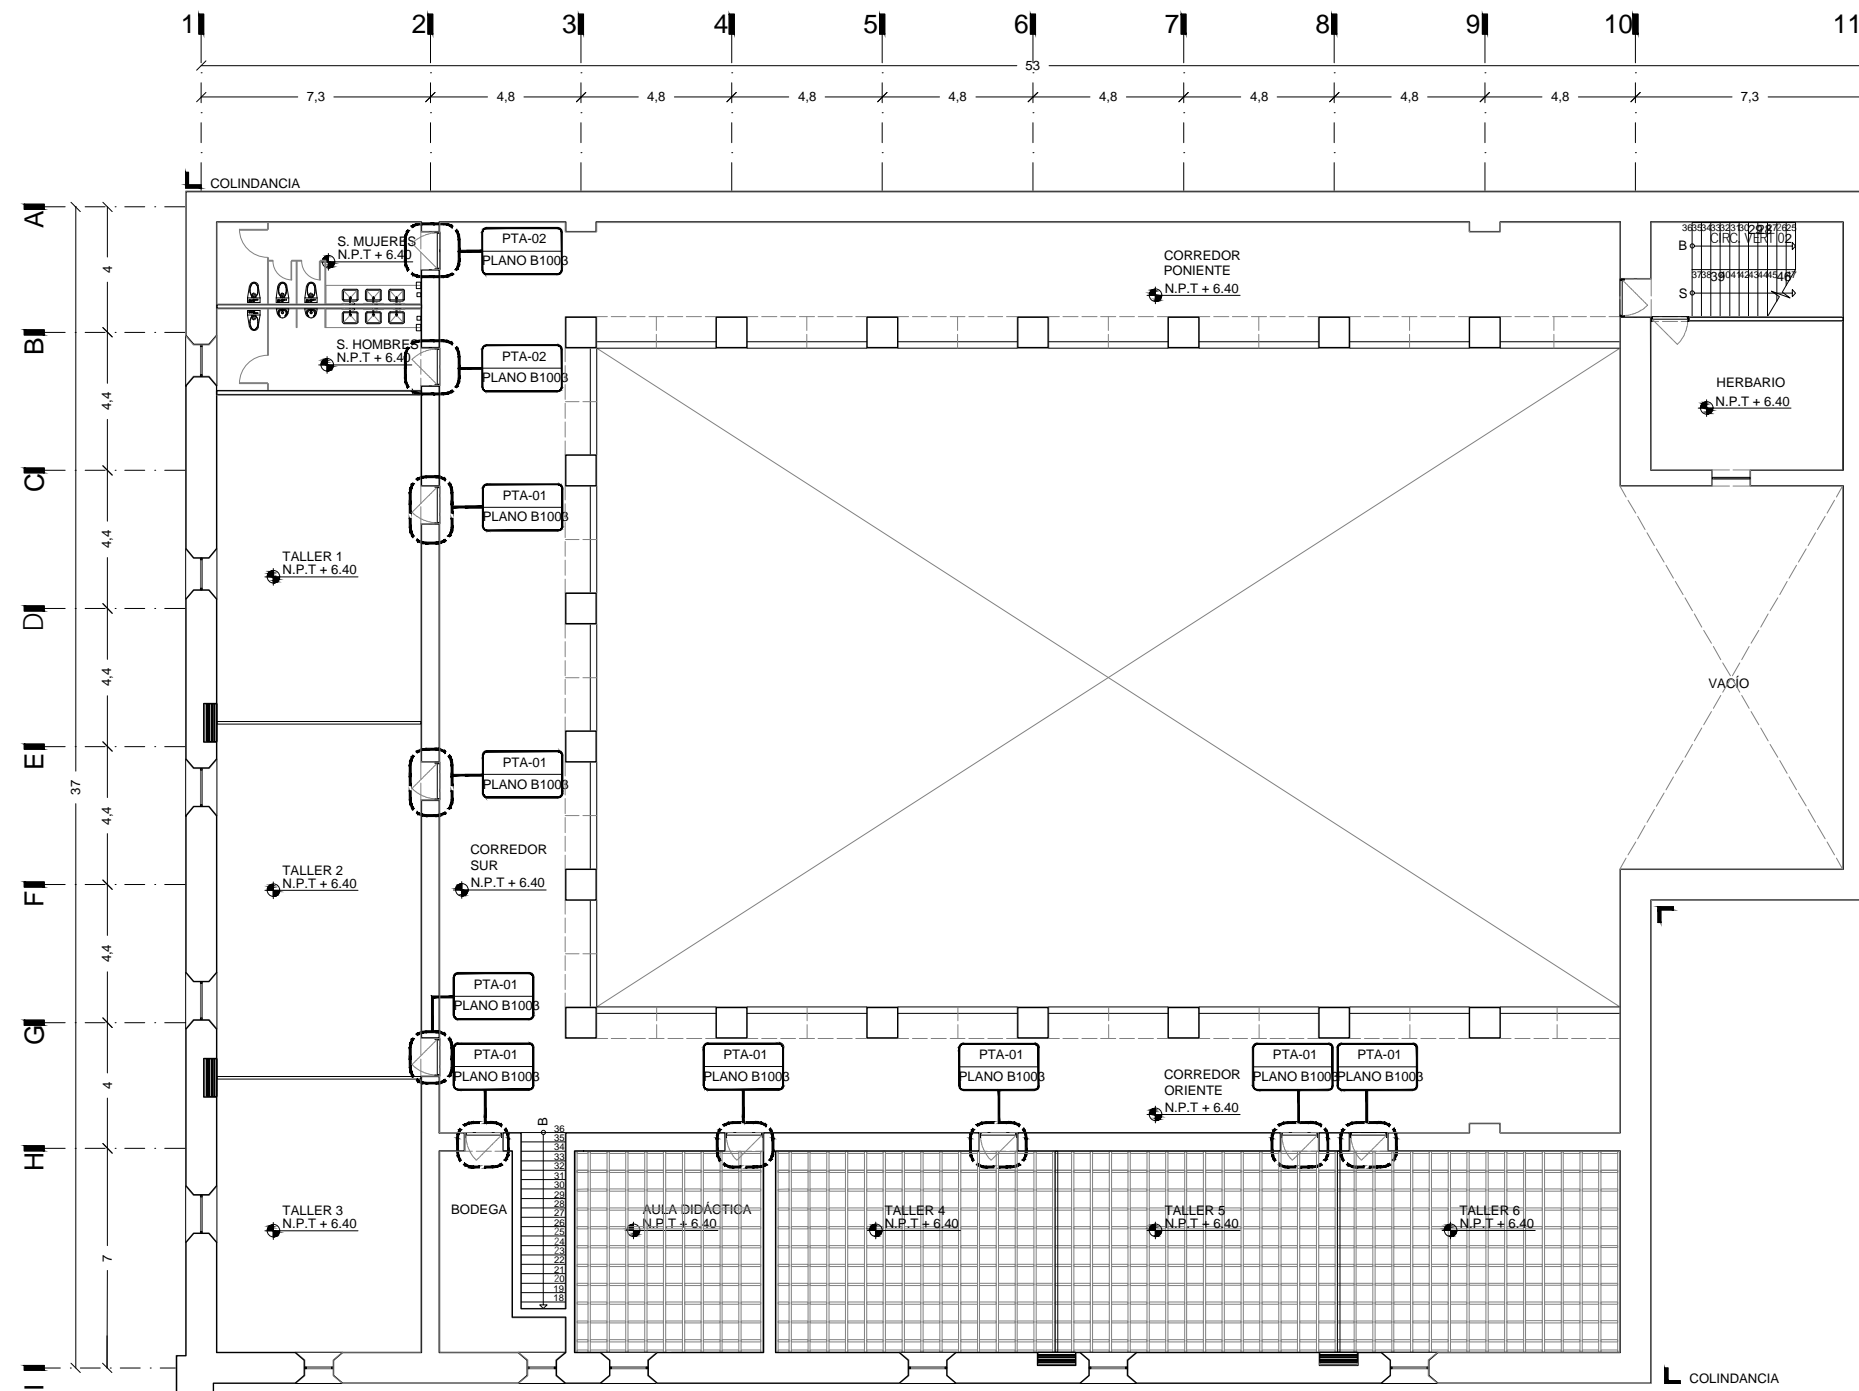 1 2 3 4 5 6 7 8 9 10 11
53
7,3 4,8 4,8 4,8 4,8 4,8 4,8 4,8 4,8 7,3
COLINDANCIA
A
B
C
D
E
F
G
H
I
37
4
4,4
4,4
4,4
4,4
4,4
4
7
S. MUJERES
N.P.T + 6.40
PTA-02
PLANO B1003
CORREDOR
PONIENTE
N.P.T + 6.40
CIRC. VERT 02
B
S
S. HOMBRES
N.P.T + 6.40
PTA-02
PLANO B1003
HERBARIO
N.P.T + 6.40
PTA-01
PLANO B1003
TALLER 1
N.P.T + 6.40
VACÍO
PTA-01
PLANO B1003
CORREDOR
SUR
N.P.T + 6.40
TALLER 2
N.P.T + 6.40
PTA-01
PLANO B1003
PTA-01
PLANO B1003
PTA-01
PLANO B1003
PTA-01
PLANO B1003
PTA-01
PLANO B1003
PTA-01
PLANO B1003
CORREDOR
ORIENTE
N.P.T + 6.40
B
36
35
34
33
32
31
30
29
28
27
26
25
24
23
22
21
20
19
18
TALLER 3
N.P.T + 6.40
BODEGA
AULA DIDÁCTICA
N.P.T + 6.40
TALLER 4
N.P.T + 6.40
TALLER 5
N.P.T + 6.40
TALLER 6
N.P.T + 6.40
COLINDANCIA